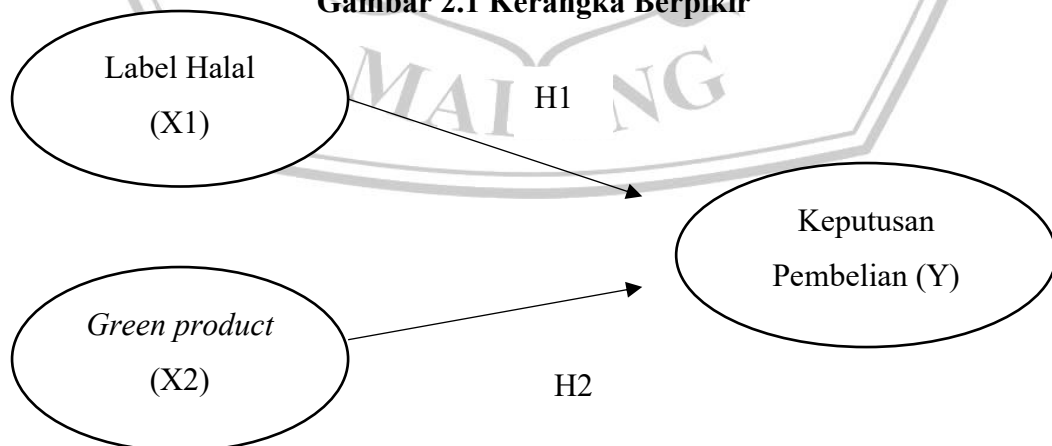 Gambar 2.1 Kerangka Berpikir
Label Halal
(X1)
H1
Keputusan
Pembelian (Y)
Green product
(X2)
H2